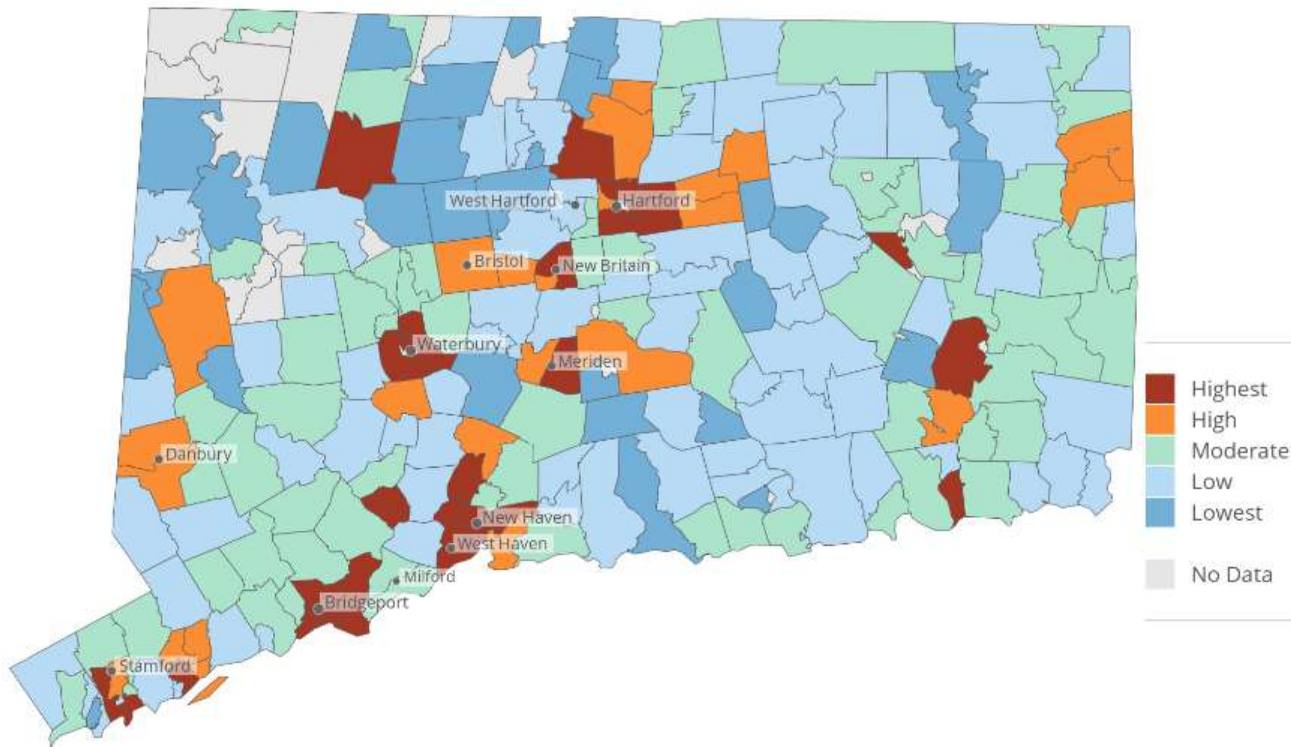 West Hartford
Hartford
Bristol
New Britain
Waterbury
Meriden
Danbury
New Haven
West Haven
Milford
Bridgeport
Stamford
Highest
High
Moderate
Low
Lowest
No Data